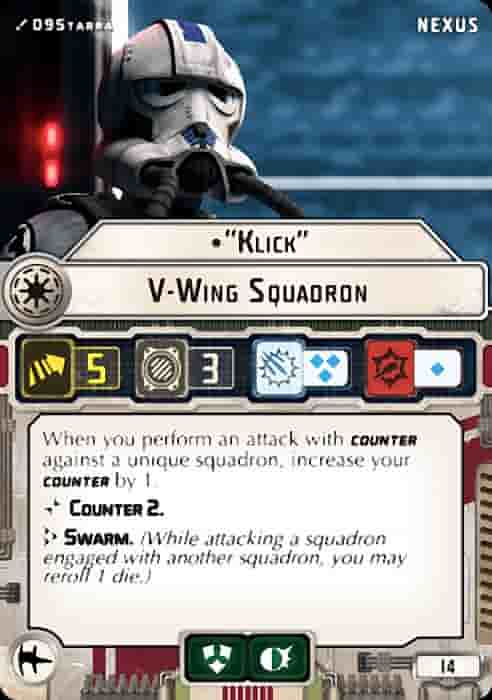 095TARRA
NEXUS
•"KLICK"
V-WING SQUADRON
5 3
When you perform an attack with COUNTER
against a unique squadron, increase your
COUNTER by 1.
COUNTER 2.
SWARM. (While attacking a squadron
engaged with another squadron, you may
reroll 1 die.)
14